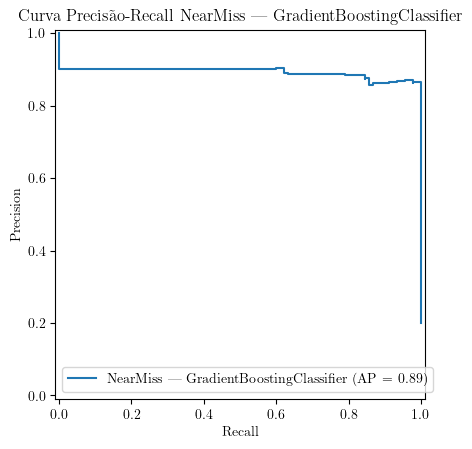 Curva Precisão-Recall NearMiss — GradientBoostingClassifier
1.0
0.8
0.6
0.4
0.2
0.0
Precision
NearMiss — GradientBoostingClassifier (AP = 0.89)
0.0 0.2 0.4 0.6 0.8 1.0
Recall